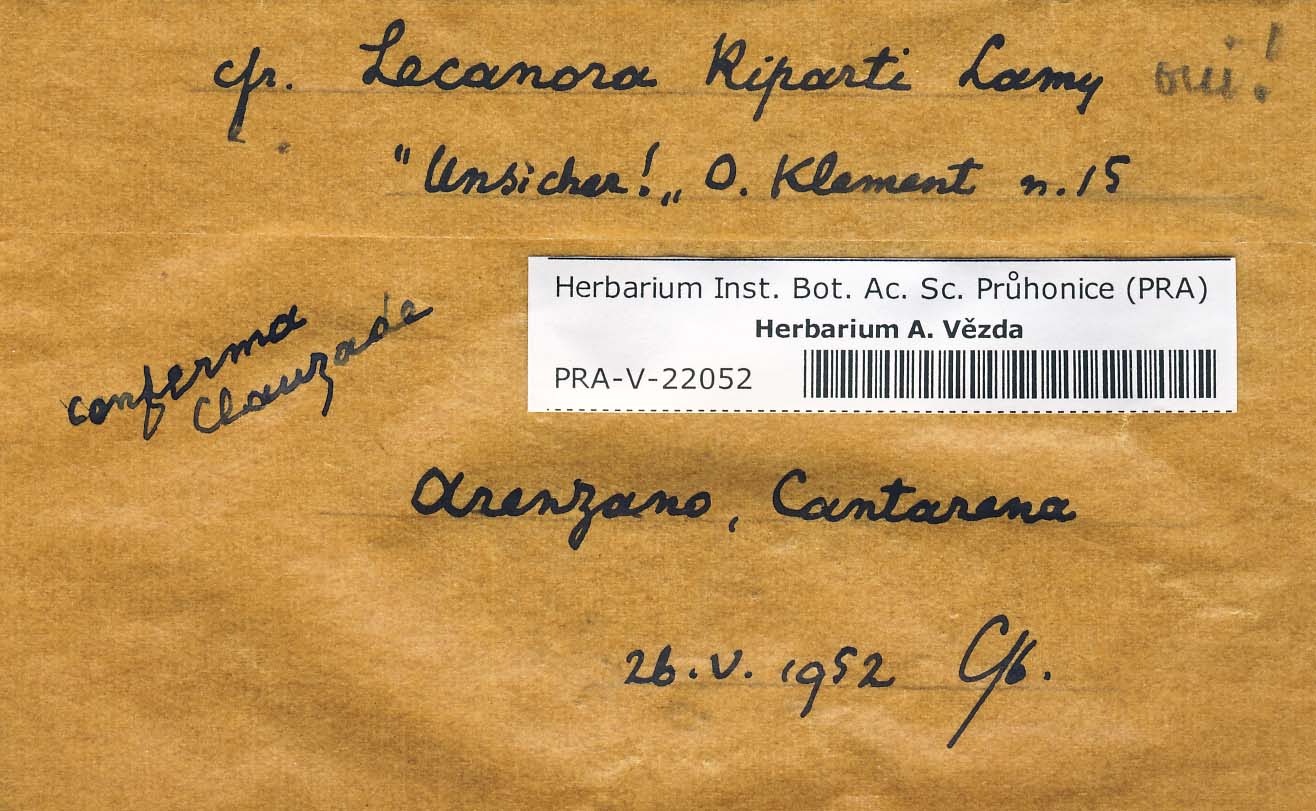 cfr. Lecanora Riparti Lamy oui!
"Unsicher!„ O. Klement n. 15
conferma
Clauzade
Herbarium Inst. Bot. Ac. Sc. Průhonice (PRA)
Herbarium A. Vězda
PRA-V-22052
Arenzano, Cantarena
26.V. 1952